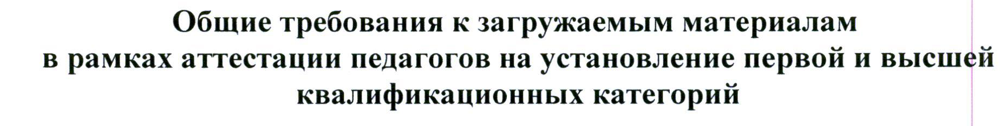 Общие требования к загружаемым материалам
в рамках аттестации педагогов на установление первой и высшей
квалификационных категорий